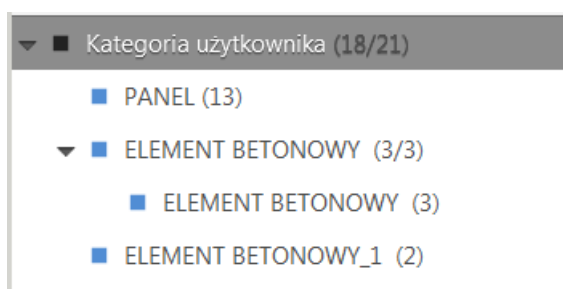 Kategoria użytkownika (18/21)
PANEL (13)
ELEMENT BETONOWY (3/3)
ELEMENT BETONOWY (3)
ELEMENT BETONOWY_1 (2)